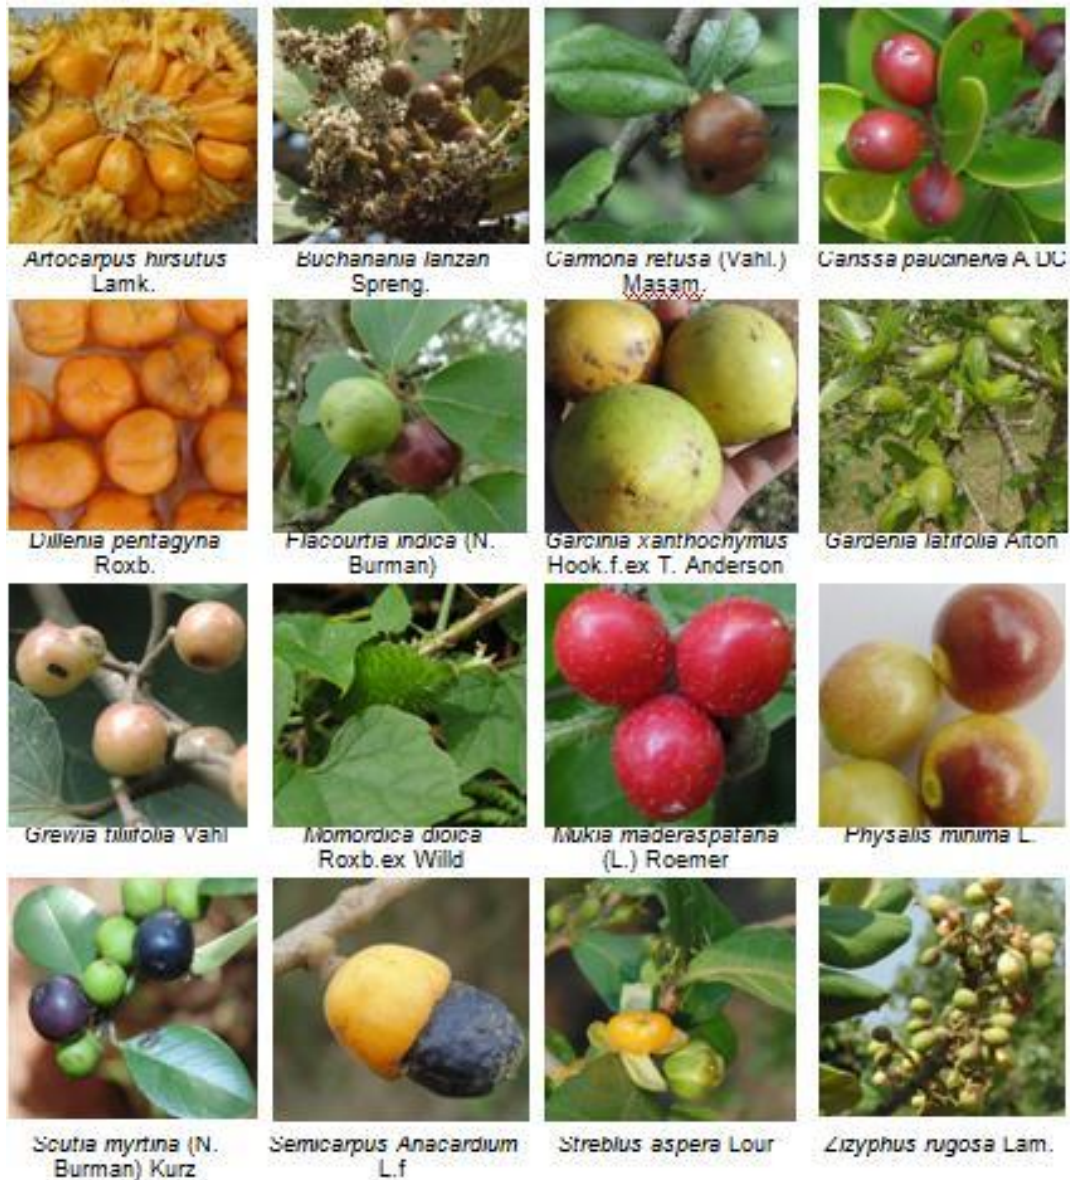 Artocarpus hirsutus
Lamk.
Buchanania lanzan
Spreng.
Carmona retusa (Vahl.)
Masam.
Carissa paucinerva A. DC
Dillenia pentagyna
Roxb.
Flacourtia indica (N.
Burman)
Garcinia xanthochymus
Hook.f.ex T. Anderson
Gardenia latifolia Aiton
Grewia tiliifolia Vahl
Momordica dioica
Roxb.ex Willd
Mukia maderaspatana
(L.) Roemer
Physalis minima L.
Scutia myrtina (N.
Burman) Kurz
Semicarpus Anacardium
L.f
Streblus aspera Lour
Zizyphus rugosa Lam.